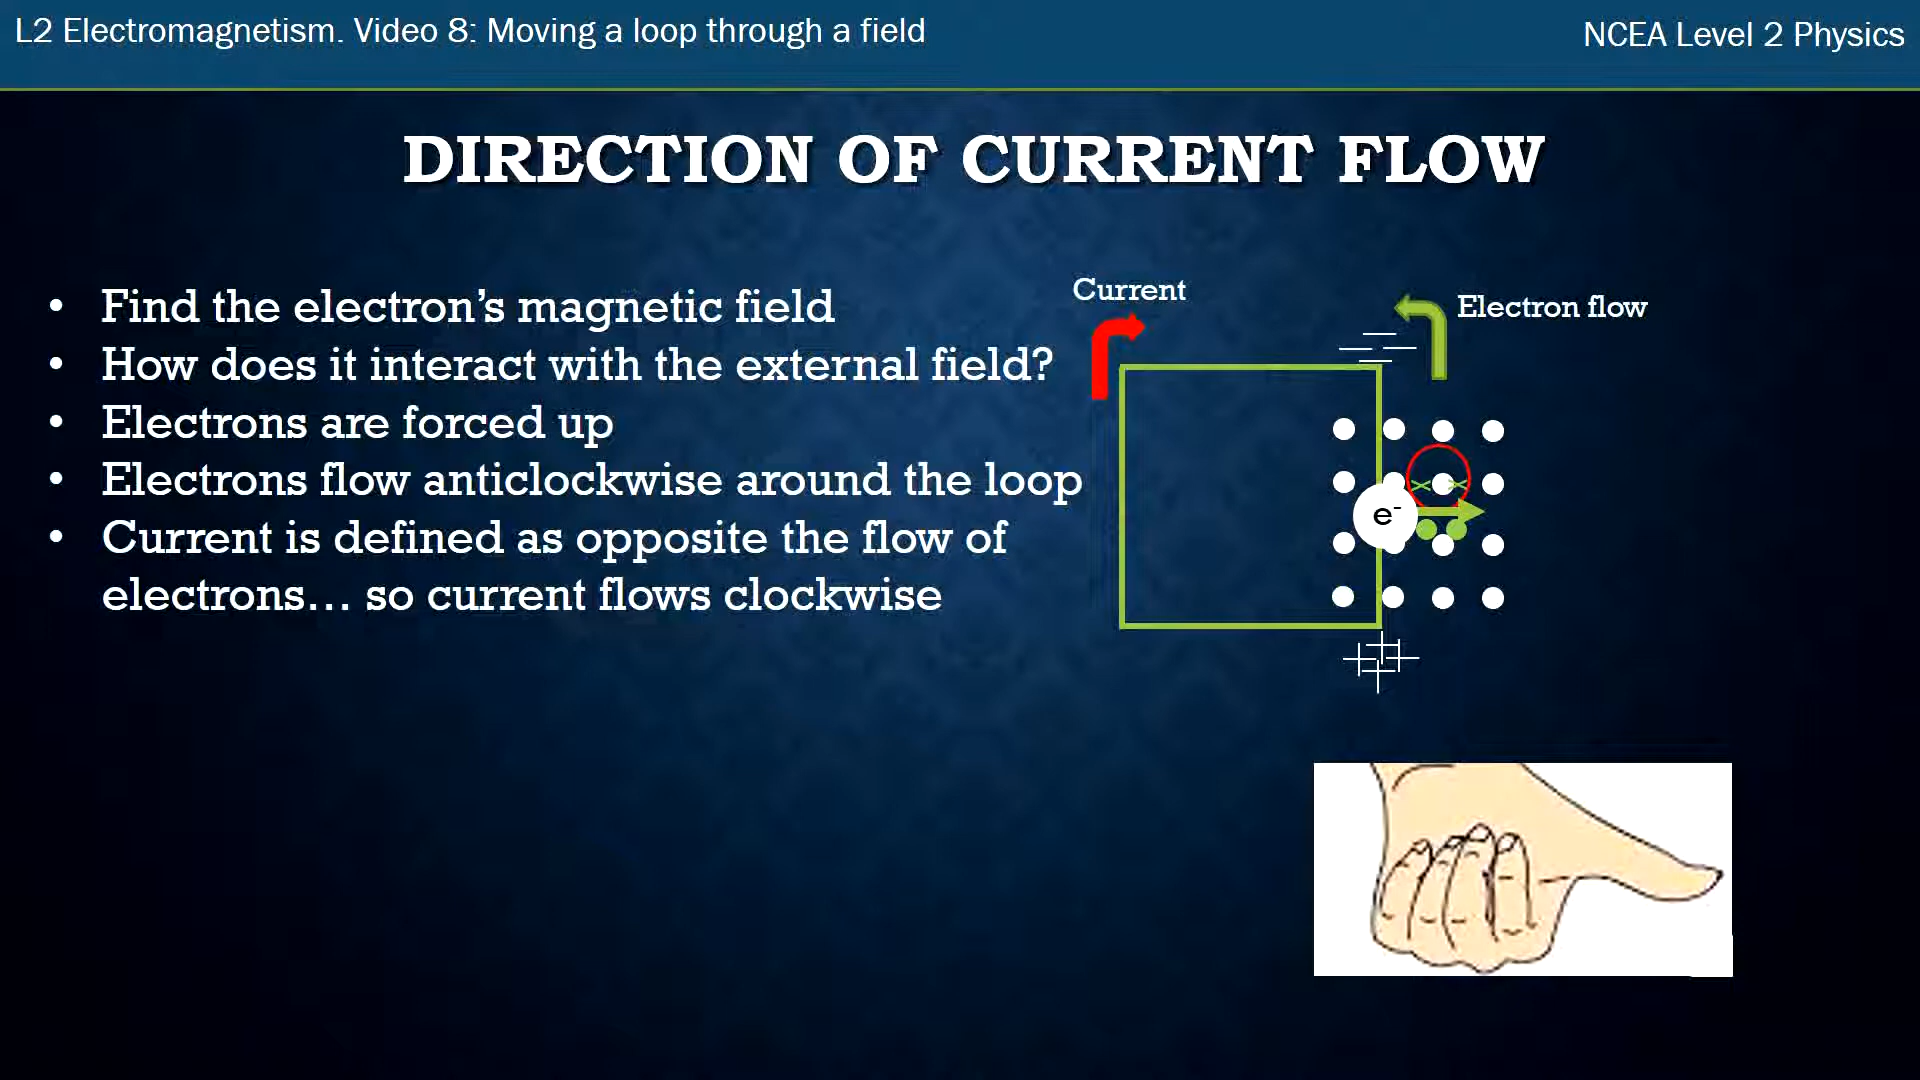 L2 Electromagnetism. Video 8: Moving a loop through a field
NCEA Level 2 Physics
DIRECTION OF CURRENT FLOW
• Find the electron’s magnetic field
• How does it interact with the external field?
• Electrons are forced up
• Electrons flow anticlockwise around the loop
• Current is defined as opposite the flow of
electrons… so current flows clockwise
Current
Electron flow
e-